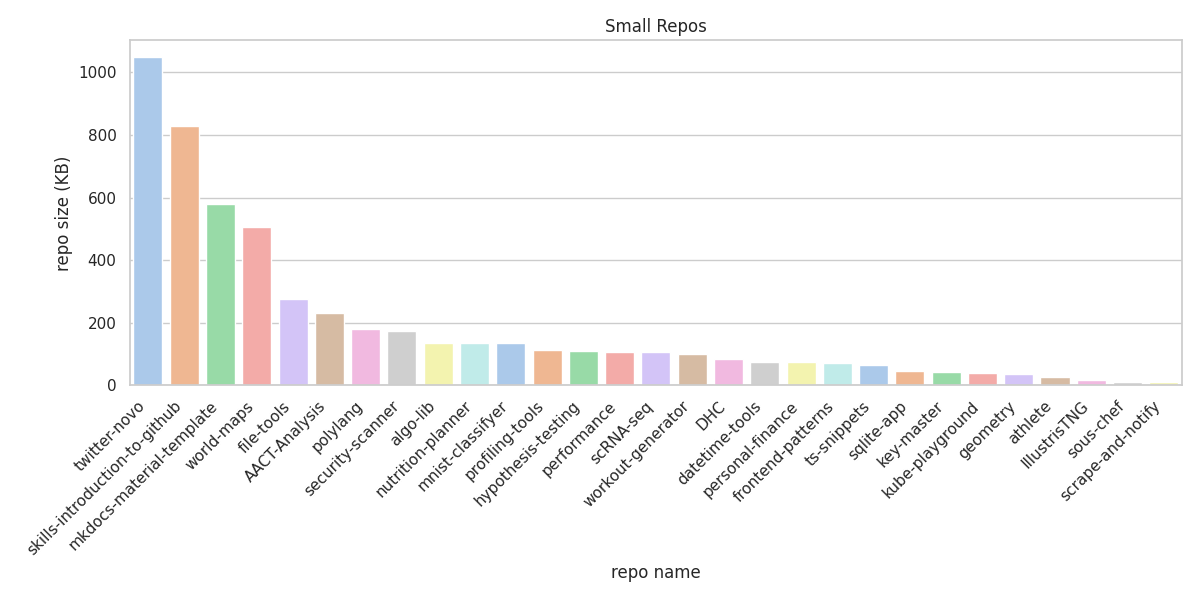 Small Repos
repo size (KB)
1000
800
600
400
200
0
twitter-novo
skills-introduction-to-github
mkdocs-material-template
world-maps
file-tools
AACT-Analysis
polylang
security-scanner
algo-lib
nutrition-planner
mnist-classifyer
profiling-tools
hypothesis-testing
performance
scRNA-seq
workout-generator
DHC
datetime-tools
personal-finance
frontend-patterns
ts-snippets
sqlite-app
key-master
kube-playground
geometry
athlete
IllustrisTNG
sous-chef
scrape-and-notify
repo name